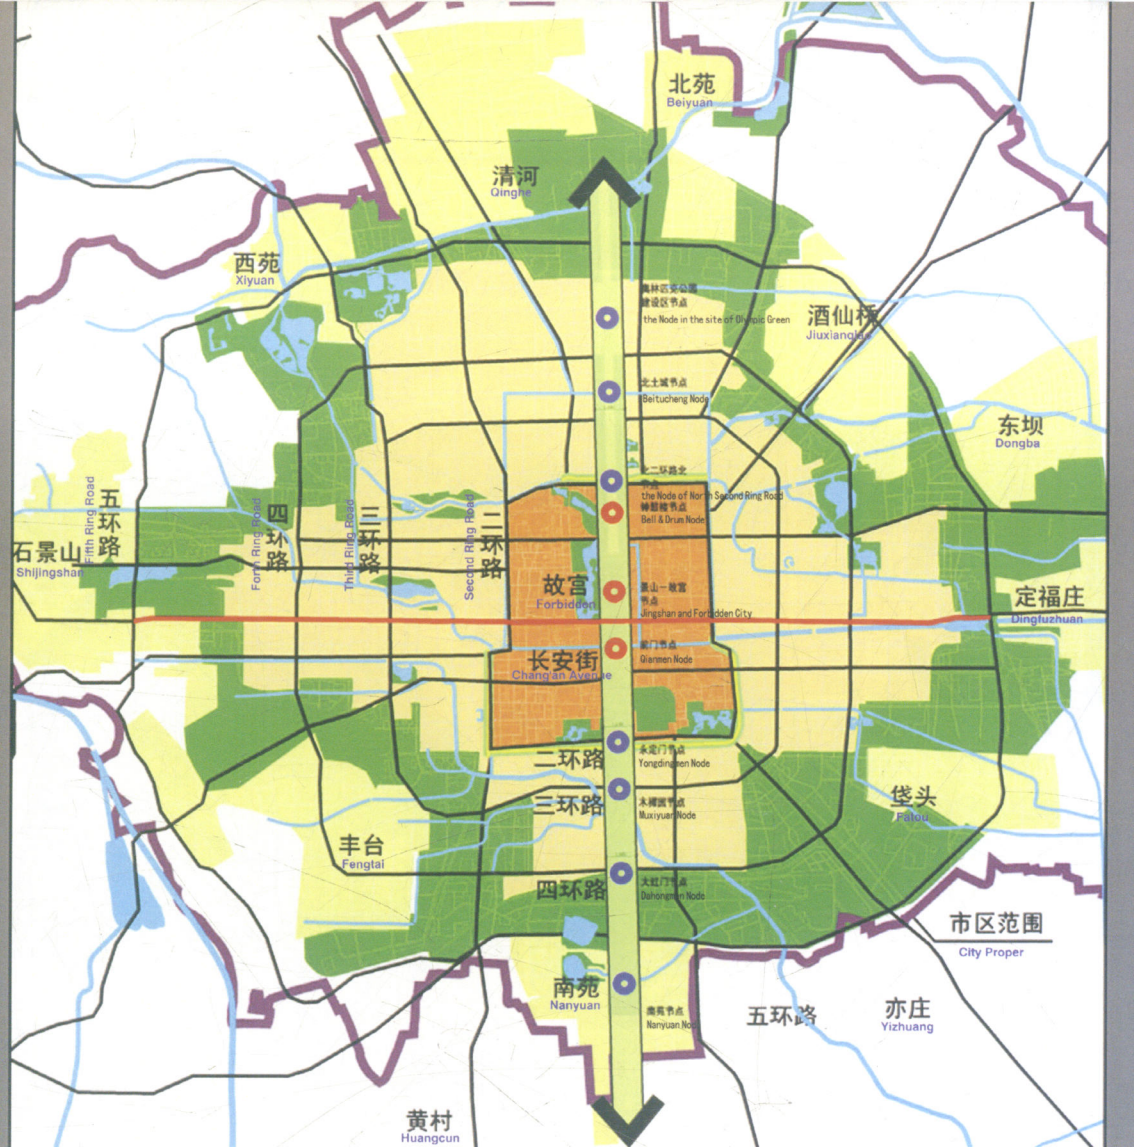 北苑
Beiyuan
清河
Qinghe
西苑
Xiyuan
奥林匹克公园
建设区节点
the Node in the site of Olympic Green
酒仙桥
Jiuxianqiao
北土城节点
Beitucheng Node
东坝
Dongba
北二环路北
节点
the Node of North Second Ring Road
钟鼓楼节点
Bell & Drum Node
五环路
Fifth Ring Road
四环路
Forth Ring Road
三环路
Third Ring Road
二环路
Second Ring Road
石景山
Shijingshan
故宫
Forbidden
景山—故宫
节点
Jingshan and Forbidden City
定福庄
Dingfuzhuan
长安街
Chang'an Avenue
前门节点
Qianmen Node
永定门节点
Yongdingmen Node
二环路
木樨园节点
Muxiyuan Node
三环路
垡头
Fatou
丰台
Fengtai
四环路
大红门节点
Dahongmen Node
市区范围
City Proper
南苑
Nanyuan
南苑节点
Nanyuan Nod
五环路
亦庄
Yizhuang
黄村
Huangcun